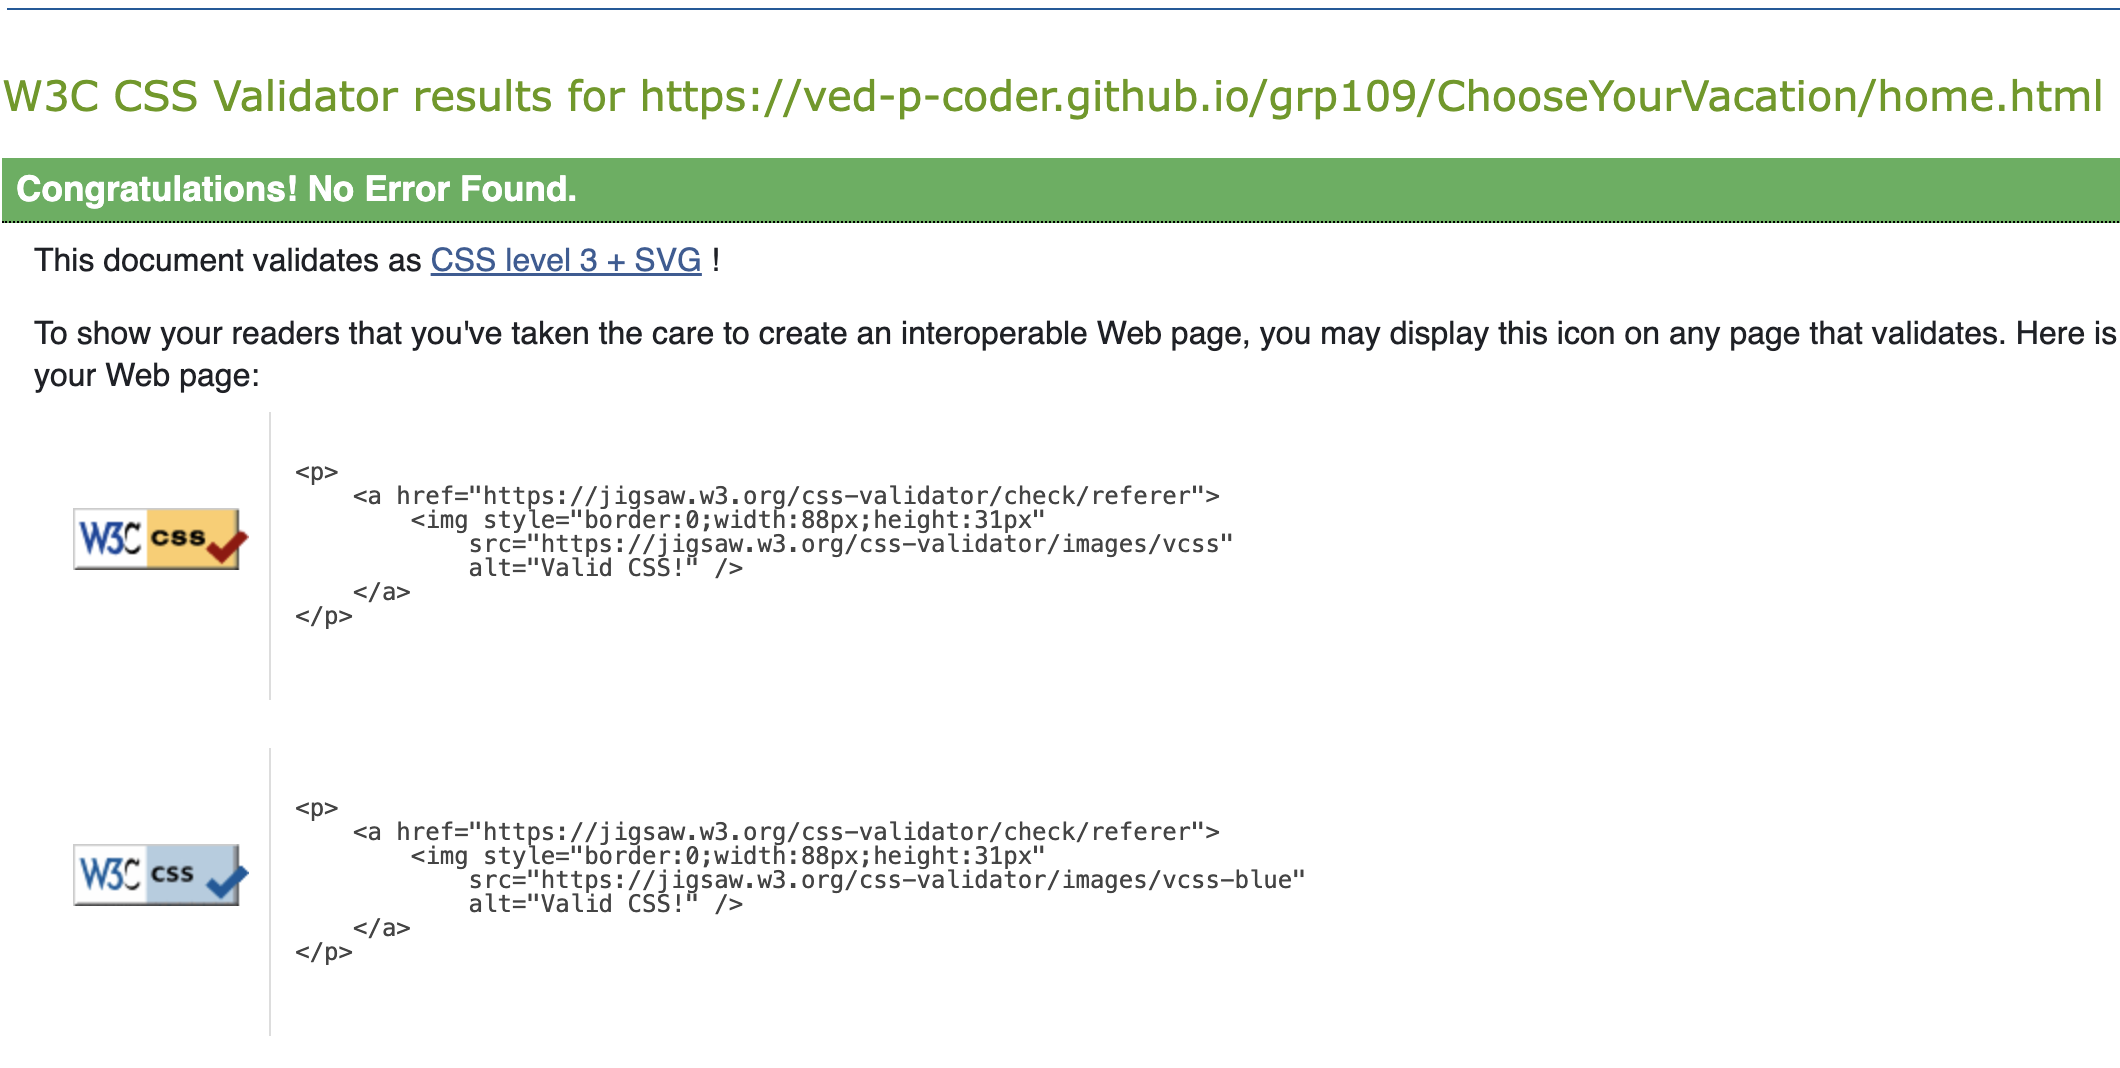 W3C CSS Validator results for https://ved-p-coder.github.io/grp109/ChooseYourVacation/home.html
Congratulations! No Error Found.
This document validates as CSS level 3 + SVG !
To show your readers that you've taken the care to create an interoperable Web page, you may display this icon on any page that validates. Here is
your Web page:
W3C css
<p>
    <a href="https://jigsaw.w3.org/css-validator/check/referer">
        <img style="border:0;width:88px;height:31px"
            src="https://jigsaw.w3.org/css-validator/images/vcss"
            alt="Valid CSS!" />
    </a>
</p>
W3C css
<p>
    <a href="https://jigsaw.w3.org/css-validator/check/referer">
        <img style="border:0;width:88px;height:31px"
            src="https://jigsaw.w3.org/css-validator/images/vcss-blue"
            alt="Valid CSS!" />
    </a>
</p>